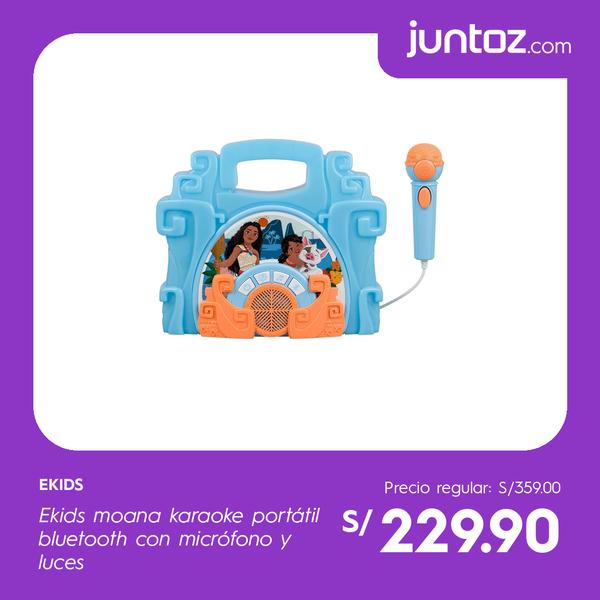 juntoz.com
EKIDS
Ekids moana karaoke portátil
bluetooth con micrófono y
luces
Precio regular: S/359.00
S/229.90